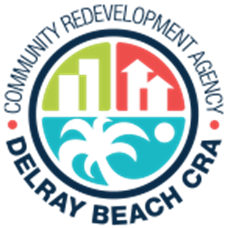 COMMUNITY REDEVELOPMENT AGENCY
DELRAY BEACH CRA